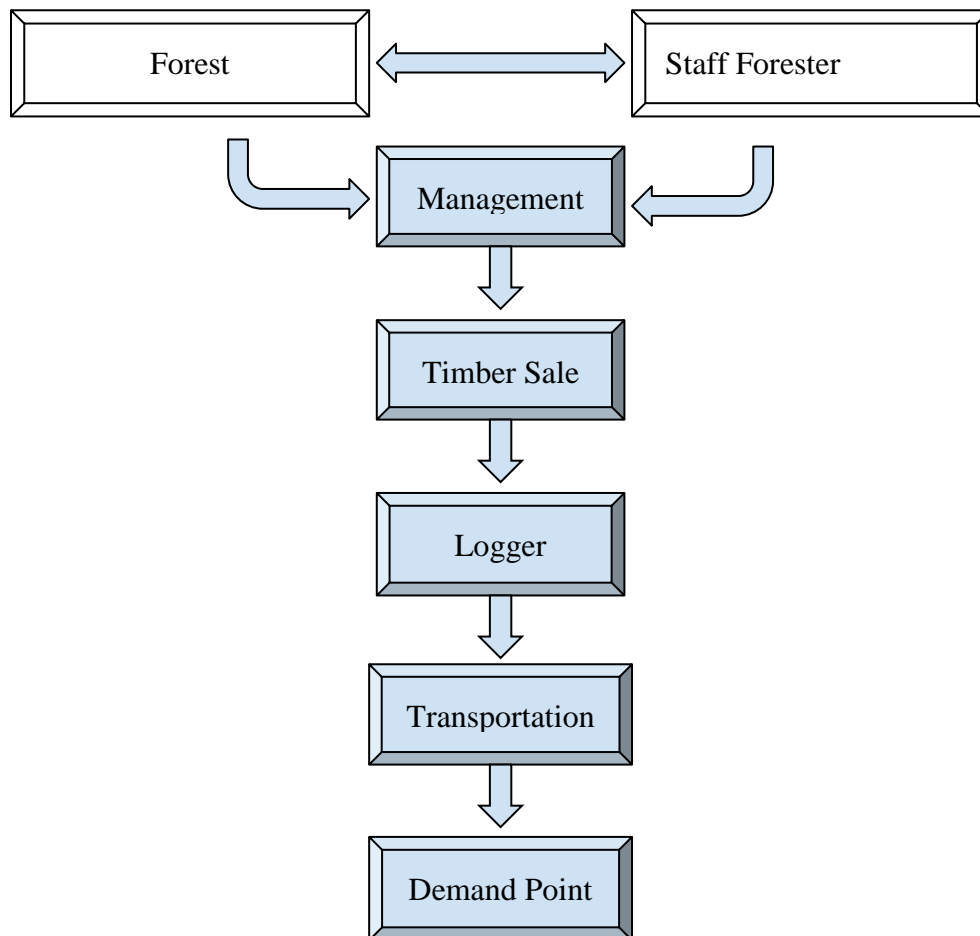 Forest
Staff Forester
Management
Timber Sale
Logger
Transportation
Demand Point